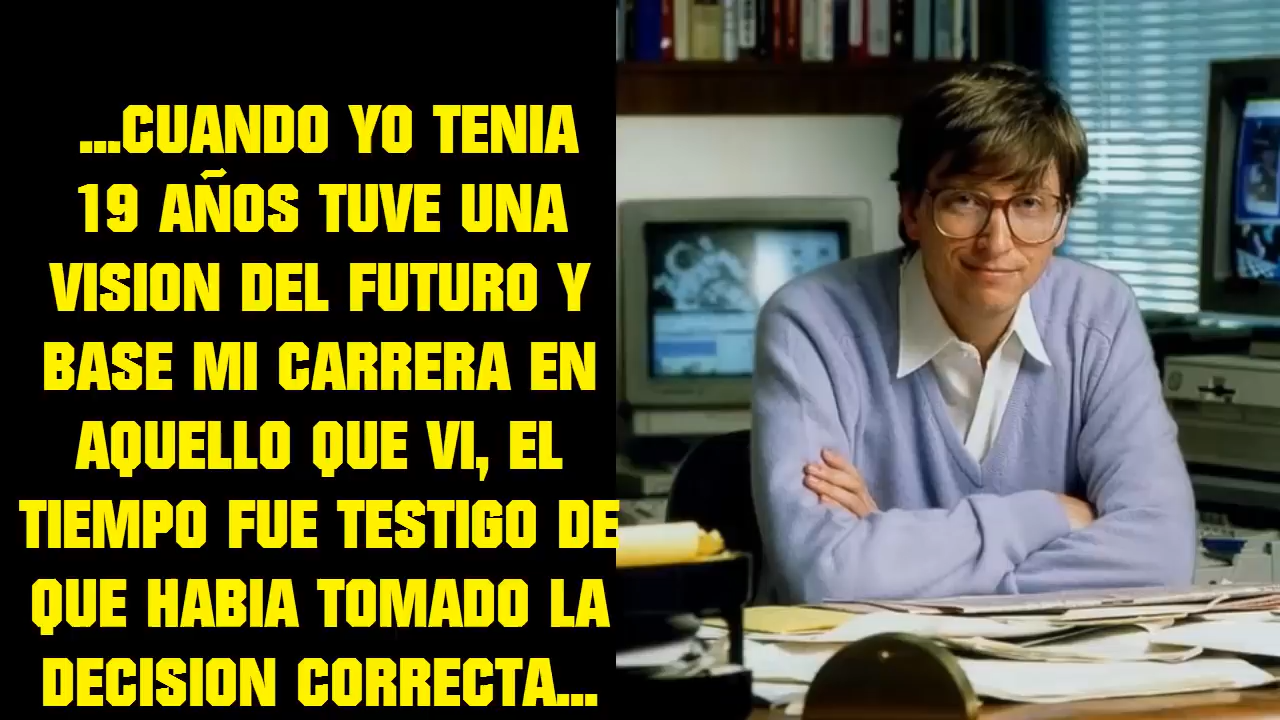 ...CUANDO YO TENIA
19 AÑOS TUVE UNA
VISION DEL FUTURO Y
BASE MI CARRERA EN
AQUELLO QUE VI, EL
TIEMPO FUE TESTIGO DE
QUE HABIA TOMADO LA
DECISION CORRECTA...